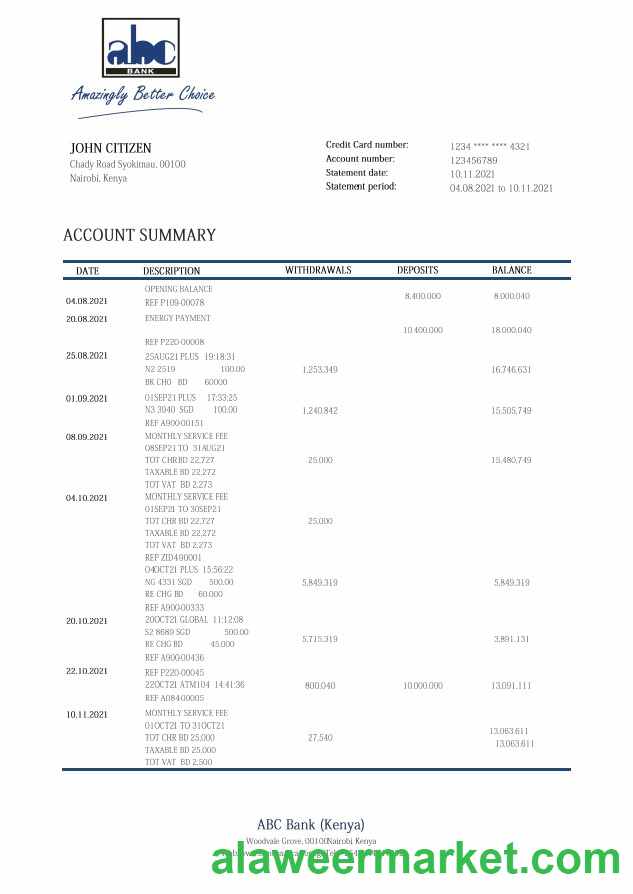 abc
BANK
Amazingly Better Choice
JOHN CITIZEN
Chady Road Syokimau, 00100
Nairobi, Kenya
Credit Card number: 1234 **** **** 4321
Account number: 123456789
Statement date: 10.11.2021
Statement period: 04.08.2021 to 10.11.2021
ACCOUNT SUMMARY
DATE DESCRIPTION WITHDRAWALS DEPOSITS BALANCE
OPENING BALANCE
04.08.2021 REF P109-00078 8,400.000 8,000.040
20.08.2021 ENERGY PAYMENT
10,400.000 18,000.040
REF P220-00008
25.08.2021 25AUG21 PLUS 19:18:31
N2 2519 100.00 1,253,349 16,746,631
BK CHO BD 60000
01.09.2021 01SEP21 PLUS 17:33:25
N3 3040 SGD 100.00 1,240,842 15,505,749
REF A900-00151
08.09.2021 MONTHLY SERVICE FEE
08SEP21 TO 31AUG21
TOT CHR BD 22,727 25,000 15,480,749
TAXABLE BD 22,272
TOT VAT BD 2,273
04.10.2021 MONTHLY SERVICE FEE
01SEP21 TO 30SEP21
TOT CHR BD 22,727 25,000
TAXABLE BD 22,272
TOT VAT BD 2,273
REF ZID490001
O4OCT21 PLUS 15:56:22
NG 4331 SGD 500.00 5,849,319 5,849,319
RE CHG BD 60.000
REF A900-00333
20.10.2021 20OCT21 GLOBAL 11:12:08
S2 8689 SGD 500.00
RE CHG BD 45.000 5,715,319 3,891,131
REF A900-00436
22.10.2021 REF P220-00045
22OCT21 ATM104 14:41:36 800,040 10,000.000 13,091,111
REF A084-00005
10.11.2021 MONTHLY SERVICE FEE
01OCT21 TO 31OCT21 13,063.611
TOT CHR BD 25,000 27,540 13,063.611
TAXABLE BD 25,000
TOT VAT BD 2,500
ABC Bank (Kenya)
Woodvale Grove, 00100Nairobi, Kenya
alaweermarket.com